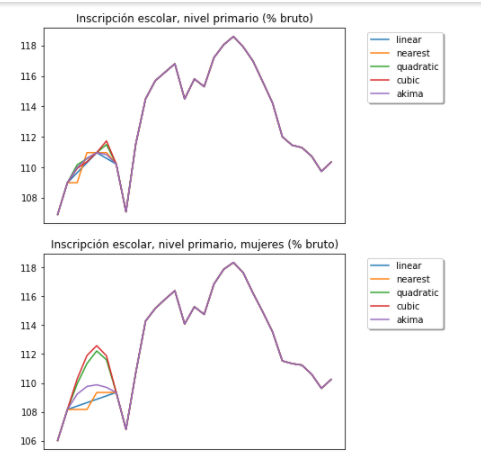 Inscripción escolar, nivel primario (% bruto)
118
116
114
112
110
108
linear
nearest
quadratic
cubic
akima
Inscripción escolar, nivel primario, mujeres (% bruto)
118
116
114
112
110
108
106
linear
nearest
quadratic
cubic
akima